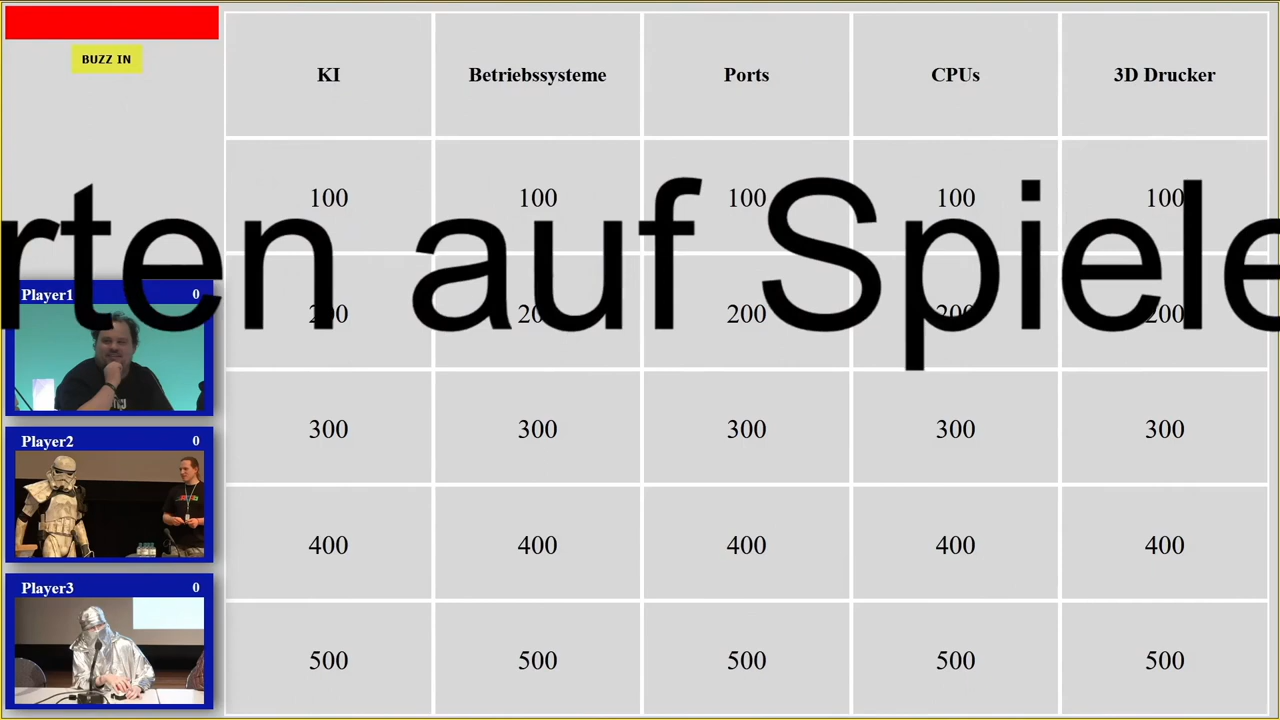 BUZZ IN
KI Betriebssysteme Ports CPUs 3D Drucker
100 100 100 100 100
rten auf Spiele
200 200 200 200 200
300 300 300 300 300
400 400 400 400 400
500 500 500 500 500
Player1 0
Player2 0
Player3 0